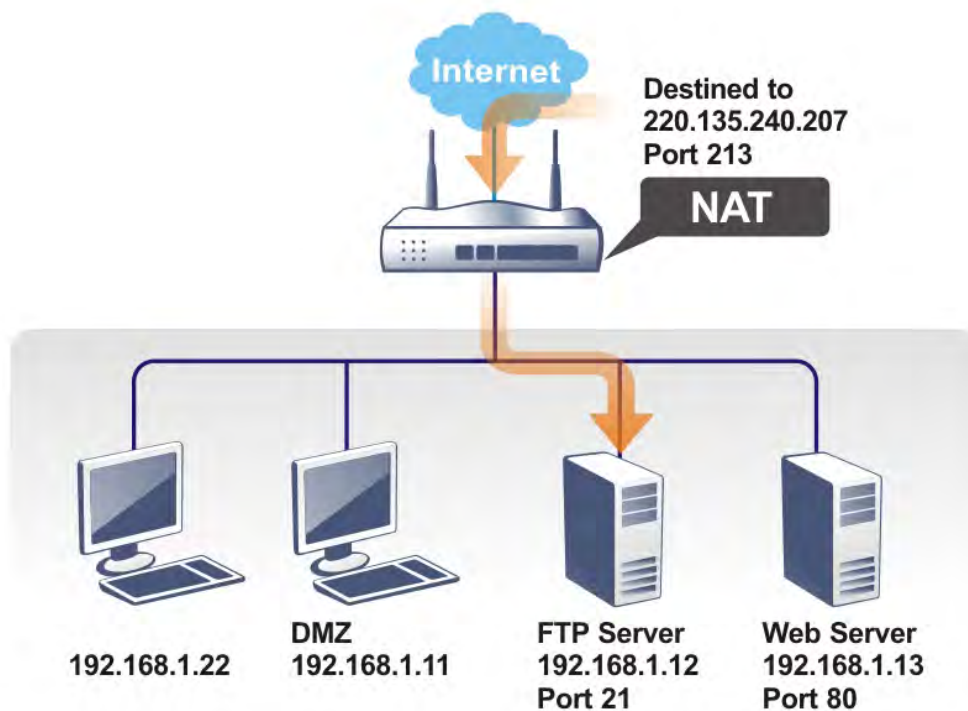 Internet
Destined to
220.135.240.207
Port 213
NAT
192.168.1.22
DMZ
192.168.1.11
FTP Server
192.168.1.12
Port 21
Web Server
192.168.1.13
Port 80